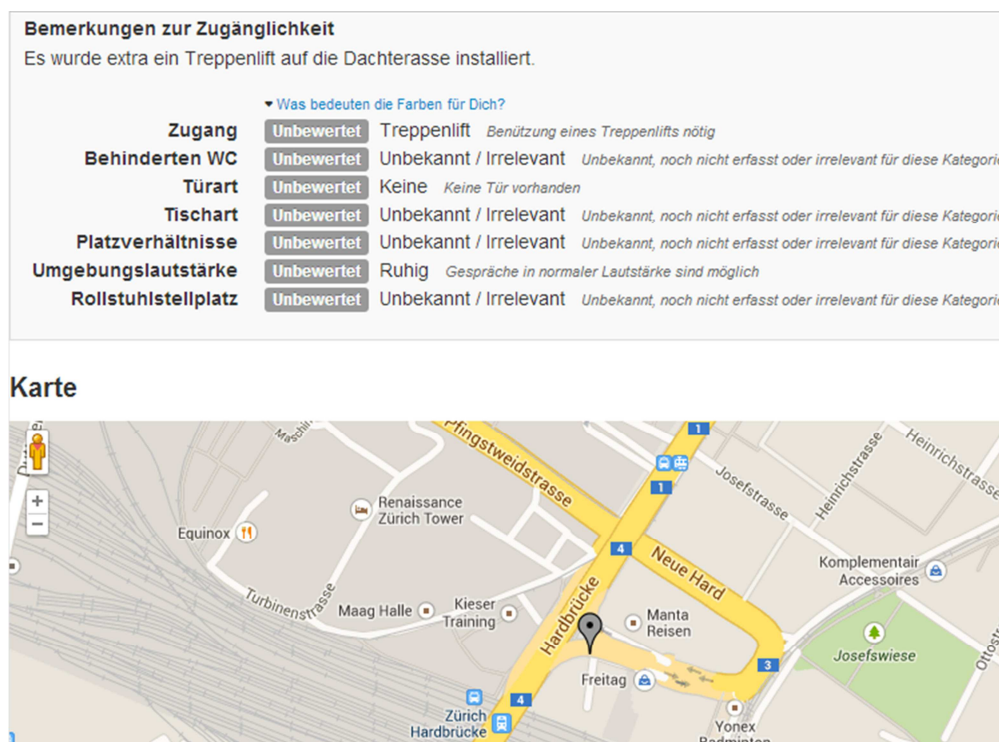 Bemerkungen zur Zugänglichkeit
Es wurde extra ein Treppenlift auf die Dachterasse installiert.
Was bedeuten die Farben für Dich?
Zugang Unbewertet Treppenlift Benützung eines Treppenlifts nötig
Behinderten WC Unbewertet Unbekannt / Irrelevant Unbekannt, noch nicht erfasst oder irrelevant für diese Kategorie
Türart Unbewertet Keine Keine Tür vorhanden
Tischart Unbewertet Unbekannt / Irrelevant Unbekannt, noch nicht erfasst oder irrelevant für diese Kategorie
Platzverhältnisse Unbewertet Unbekannt / Irrelevant Unbekannt, noch nicht erfasst oder irrelevant für diese Kategorie
Umgebungslautstärke Unbewertet Ruhig Gespräche in normaler Lautstärke sind möglich
Rollstuhlstellplatz Unbewertet Unbekannt / Irrelevant Unbekannt, noch nicht erfasst oder irrelevant für diese Kategorie
Karte
Pfingstweidstrasse
1
1
Josefstrasse
Heinrichstrasse
Heinrichstrasse
Renaissance
Zürich Tower
Equinox
+
−
4
Neue Hard
Komplementair
Accessoires
Turbinenstrasse
Maag Halle
Kieser
Training
Hardbrücke
Manta
Reisen
Josefswiese
3
Freitag
4
Zürich
Hardbrücke
Yonex
Badminton